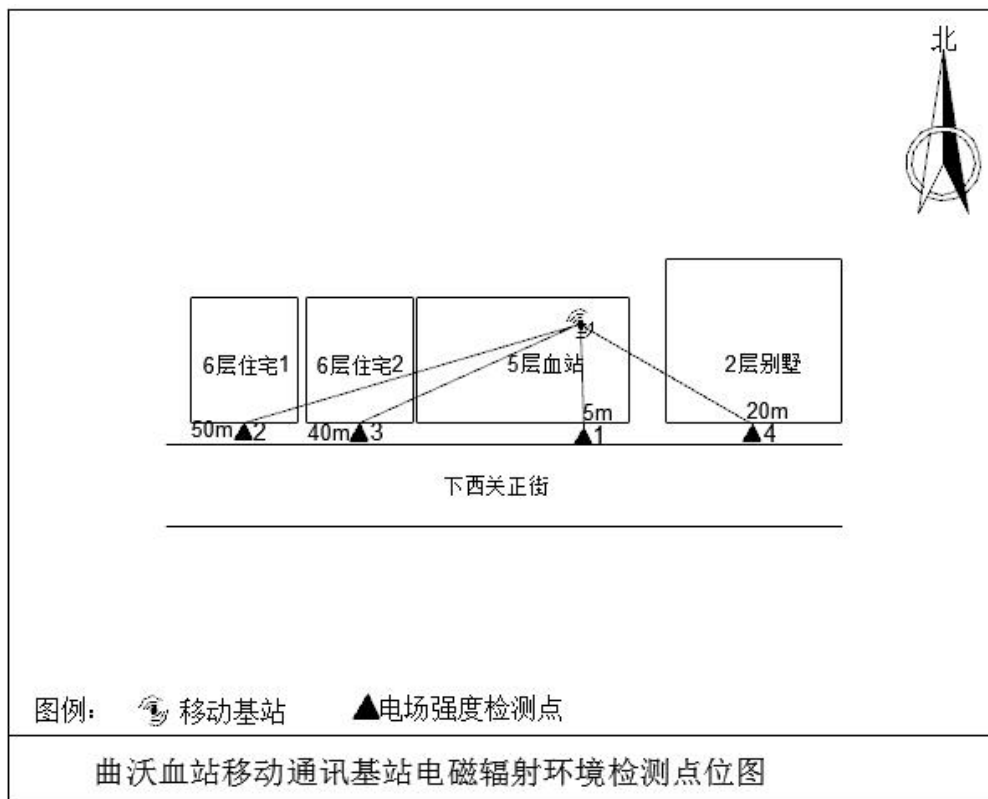 北
6层住宅1 6层住宅2 5层血站 2层别墅
5m 20m
50m 2 40m 3 1 4
下西关正街
图例： 移动基站 电场强度检测点
曲沃血站移动通讯基站电磁辐射环境检测点位图